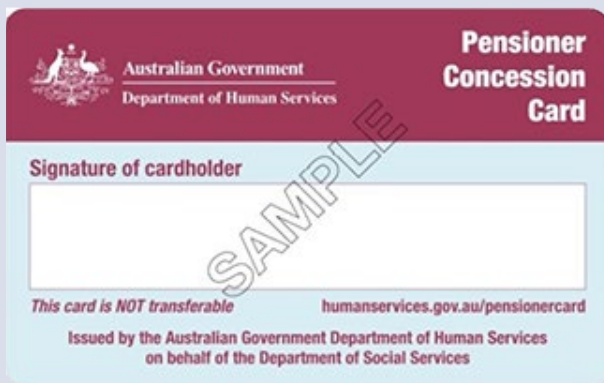 Australian Government
Department of Human Services
Pensioner
Concession
Card
Signature of cardholder
SAMPLE
This card is NOT transferable
humanservices.gov.au/pensionercard
Issued by the Australian Government Department of Human Services
on behalf of the Department of Social Services